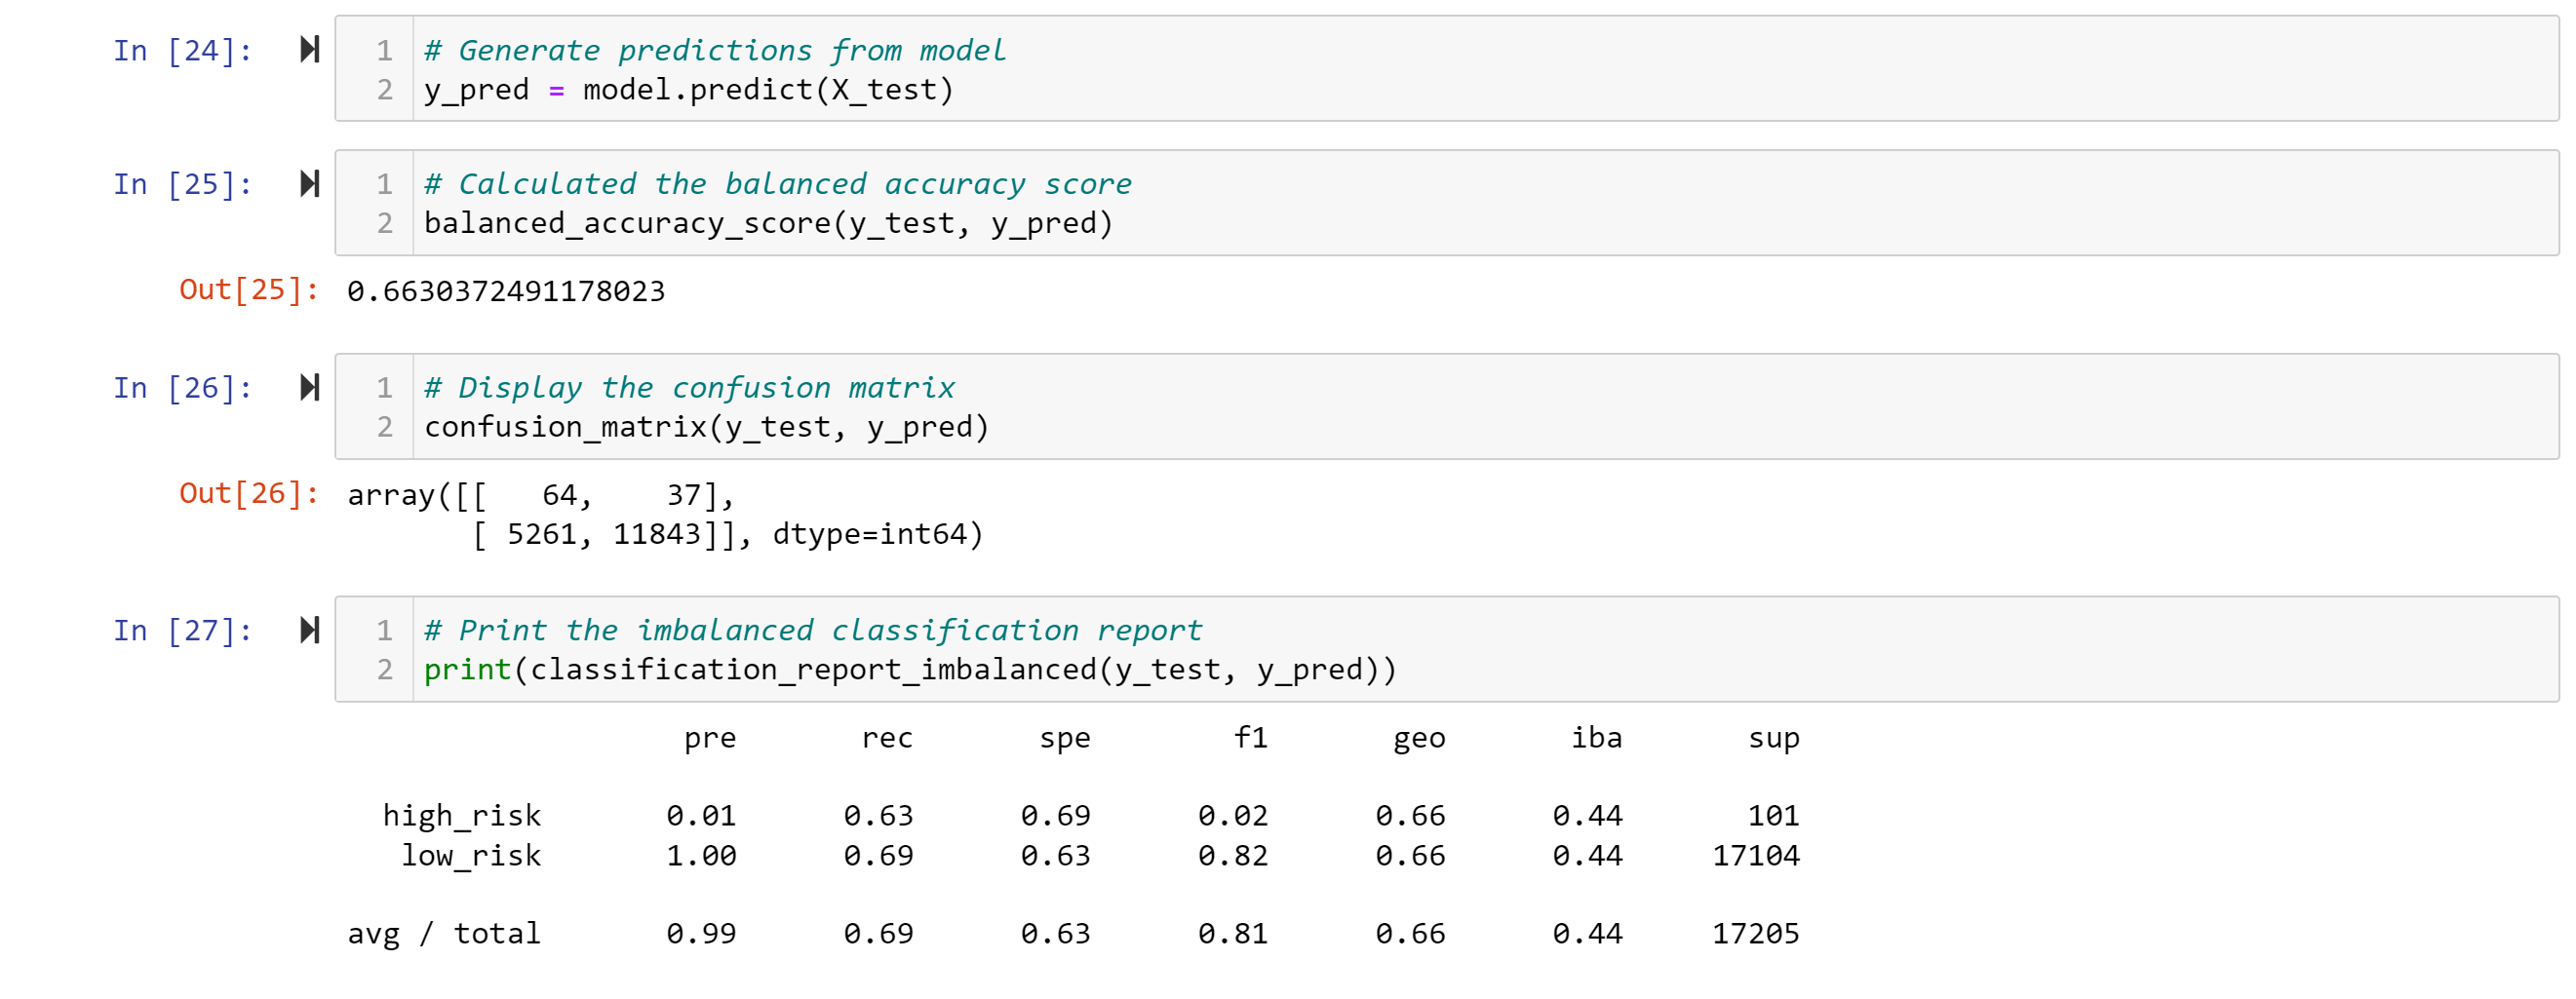 In [24]:
1 # Generate predictions from model
2 y_pred = model.predict(X_test)
In [25]:
1 # Calculated the balanced accuracy score
2 balanced_accuracy_score(y_test, y_pred)
Out[25]: 0.6630372491178023
In [26]:
1 # Display the confusion matrix
2 confusion_matrix(y_test, y_pred)
Out[26]: array([[   64,    37],
       [ 5261, 11843]], dtype=int64)
In [27]:
1 # Print the imbalanced classification report
2 print(classification_report_imbalanced(y_test, y_pred))
pre rec spe f1 geo iba sup
high_risk 0.01 0.63 0.69 0.02 0.66 0.44 101
low_risk 1.00 0.69 0.63 0.82 0.66 0.44 17104
avg / total 0.99 0.69 0.63 0.81 0.66 0.44 17205